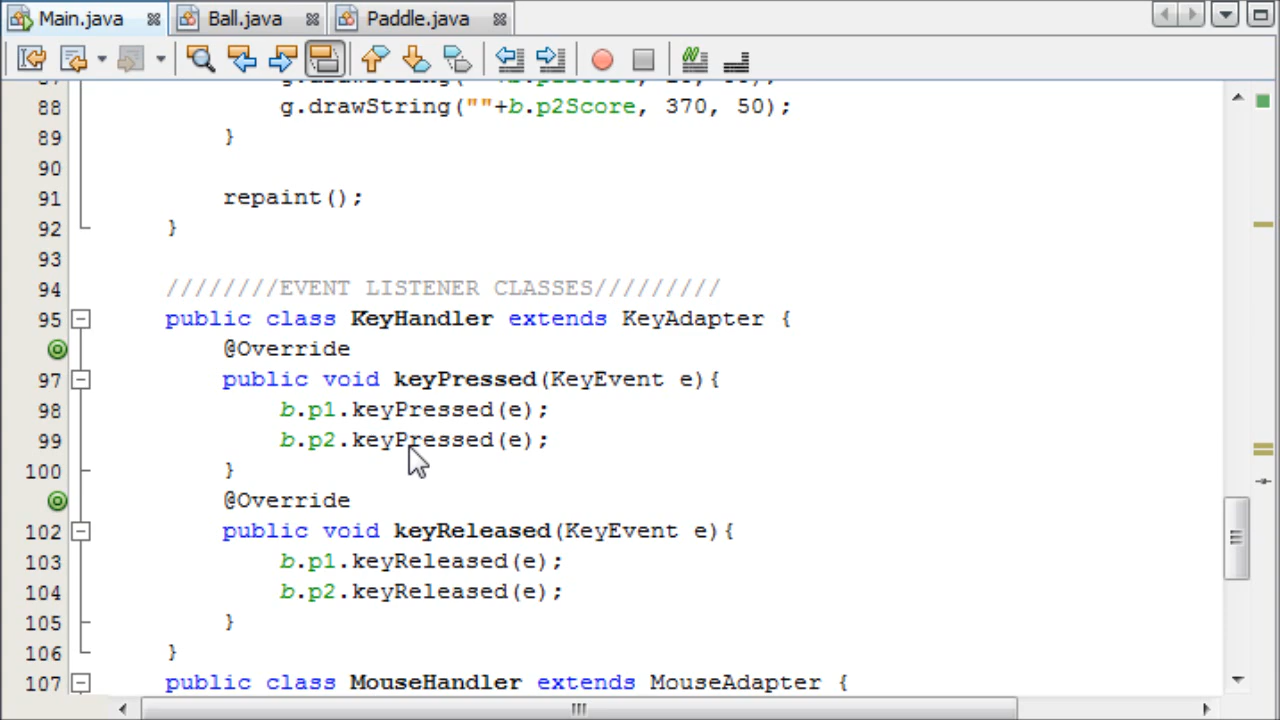 Main.java Ball.java Paddle.java
88 g.drawString(""+b.p2Score, 370, 50);
89 }
90
91 repaint();
92 }
93
94 ////////EVENT LISTENER CLASSES/////////
95 public class KeyHandler extends KeyAdapter {
@Override
97 public void keyPressed(KeyEvent e){
98 b.p1.keyPressed(e);
99 b.p2.keyPressed(e);
100 }
@Override
102 public void keyReleased(KeyEvent e){
103 b.p1.keyReleased(e);
104 b.p2.keyReleased(e);
105 }
106 }
107 public class MouseHandler extends MouseAdapter {